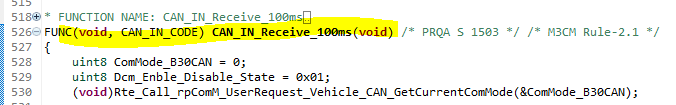 518 * FUNCTION NAME: CAN_IN_Receive_100ms
526 FUNC(void, CAN_IN_CODE) CAN_IN_Receive_100ms(void) /* PRQA S 1503 */ /* M3CM Rule-2.1 */
527 {
528 uint8 ComMode_B30CAN = 0;
529 uint8 Dcm_Enble_Disable_State = 0x01;
530 (void)Rte_Call_rpComM_UserRequest_Vehicle_CAN_GetCurrentComMode(&ComMode_B30CAN);